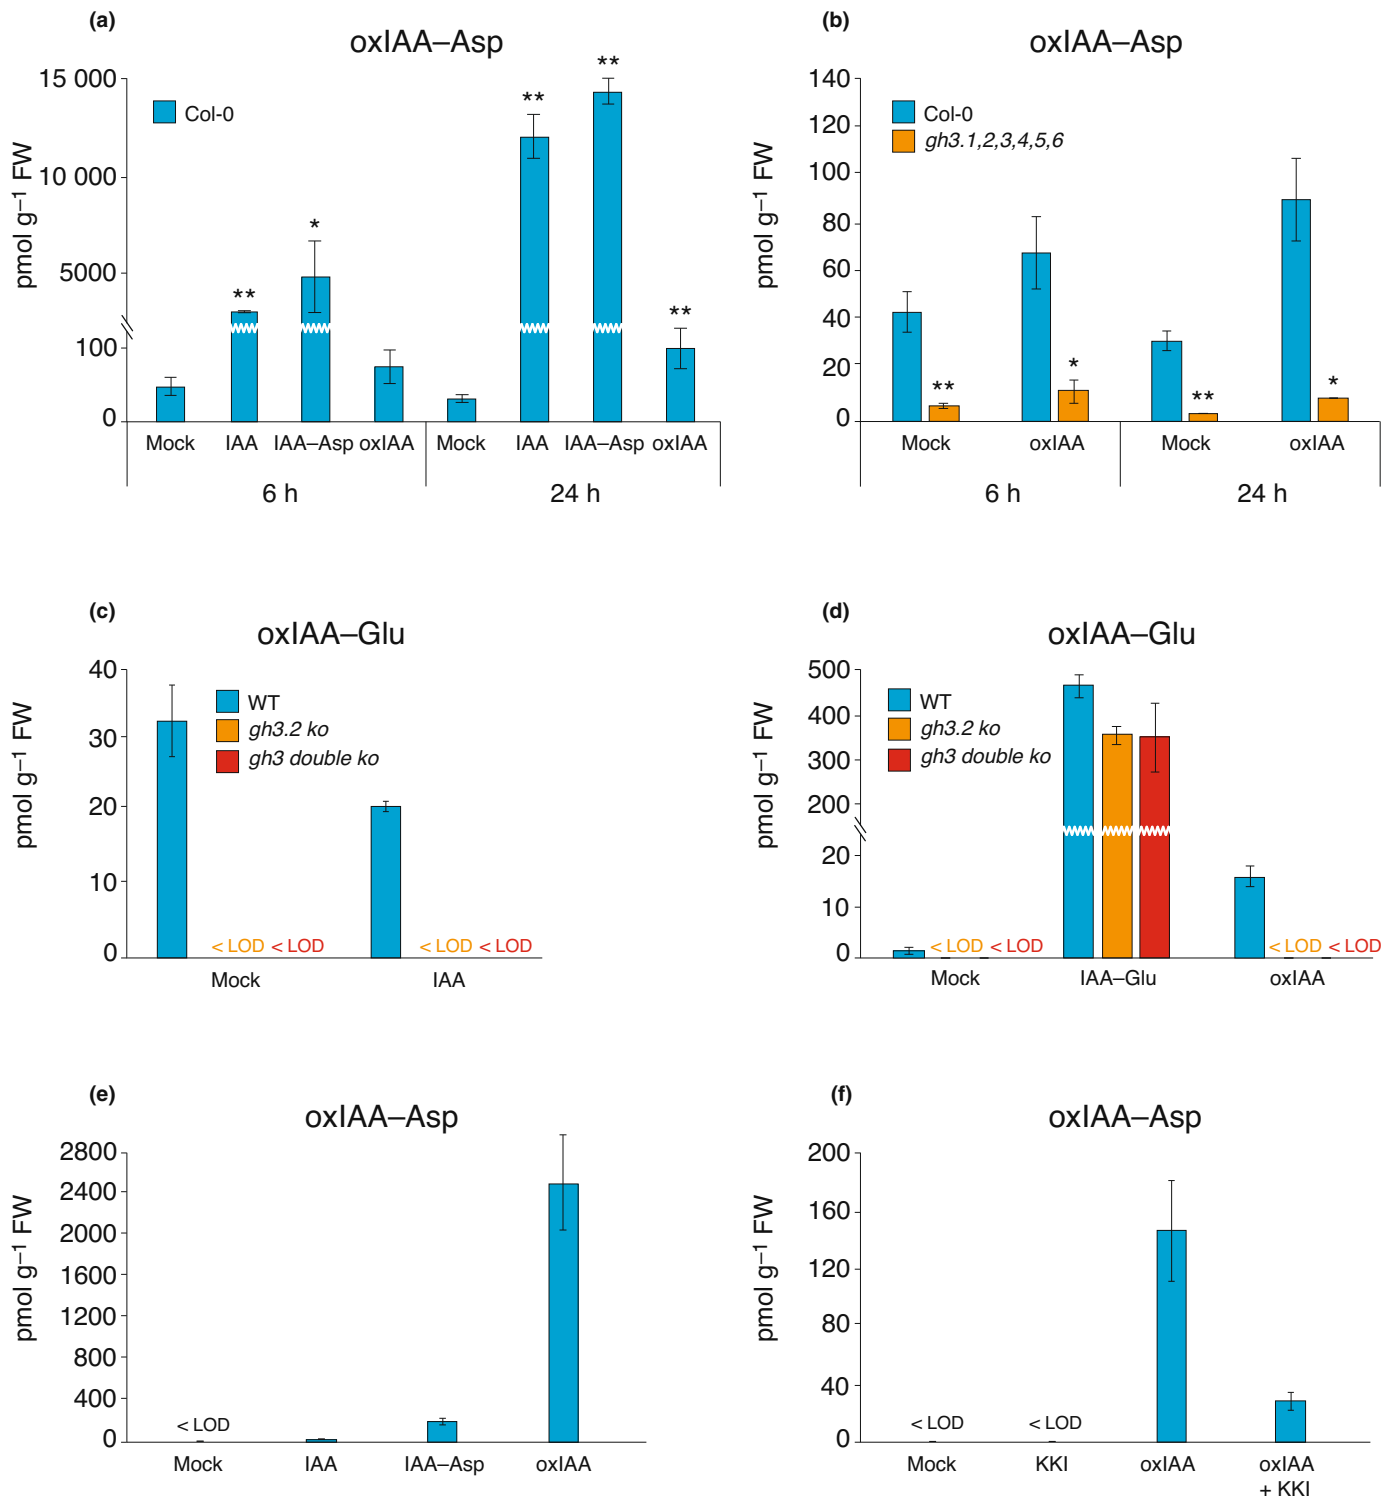 (a)
oxIAA–Asp
15 000
10 000
5000
100
0
pmol g⁻¹ FW
Col-0
**
*
**
**
**
Mock IAA IAA–Asp oxIAA Mock IAA IAA–Asp oxIAA
6 h 24 h
(b)
oxIAA–Asp
140
120
100
80
60
40
20
0
pmol g⁻¹ FW
Col-0
gh3.1,2,3,4,5,6
**
*
**
*
Mock oxIAA Mock oxIAA
6 h 24 h
(c)
oxIAA–Glu
40
30
20
10
0
pmol g⁻¹ FW
WT
gh3.2 ko
gh3 double ko
< LOD < LOD < LOD < LOD
Mock IAA
(d)
oxIAA–Glu
500
400
300
200
20
10
0
pmol g⁻¹ FW
WT
gh3.2 ko
gh3 double ko
< LOD < LOD < LOD < LOD
Mock IAA–Glu oxIAA
(e)
oxIAA–Asp
2800
2400
2000
1600
1200
800
400
0
pmol g⁻¹ FW
< LOD
Mock IAA IAA–Asp oxIAA
(f)
oxIAA–Asp
200
160
120
80
40
0
pmol g⁻¹ FW
< LOD < LOD
Mock KKI oxIAA oxIAA
+ KKI